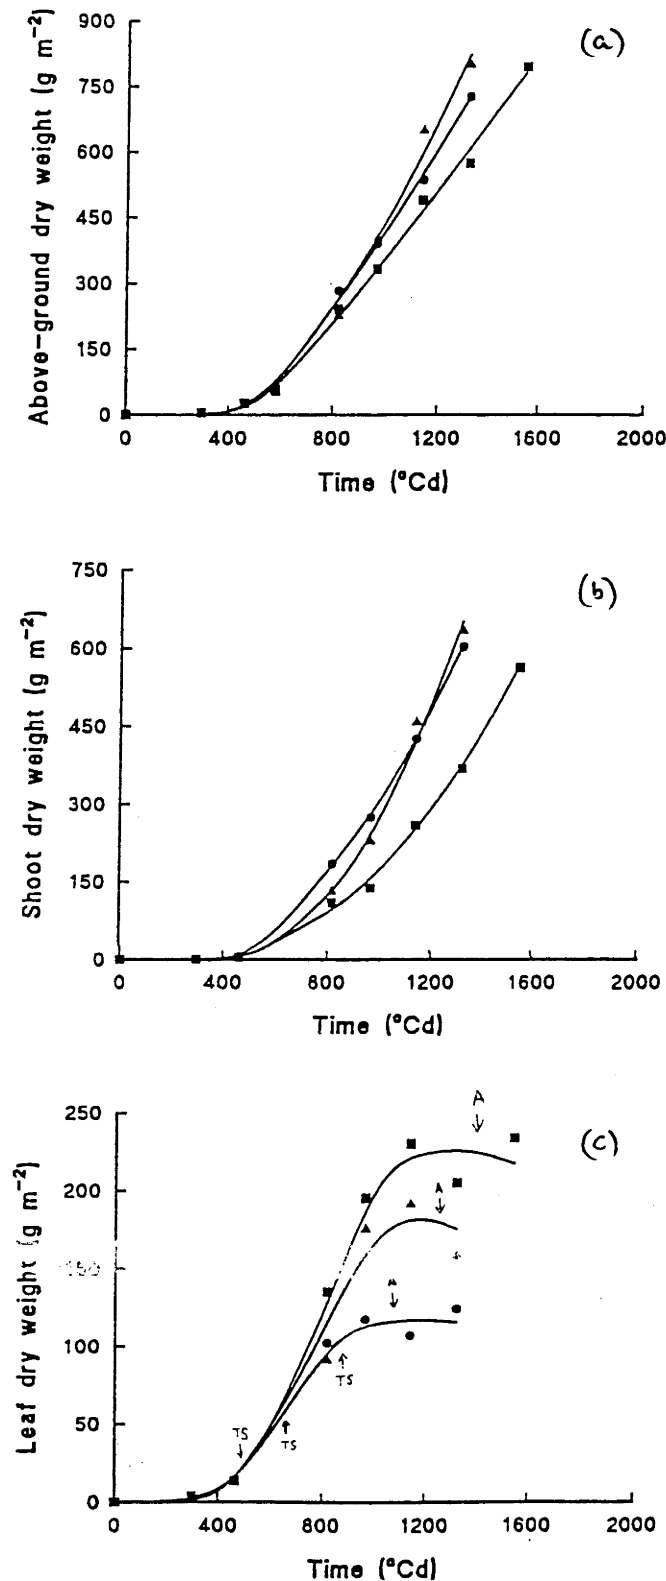 (a)
Above-ground dry weight (g m⁻²)
900
750
600
450
300
150
0
0 400 800 1200 1600 2000
Time (°Cd)
(b)
Shoot dry weight (g m⁻²)
750
600
450
300
150
0
0 400 800 1200 1600 2000
Time (°Cd)
(c)
Leaf dry weight (g m⁻²)
250
200
150
100
50
0
A
A
A
TS
TS
TS
0 400 800 1200 1600 2000
Time (°Cd)